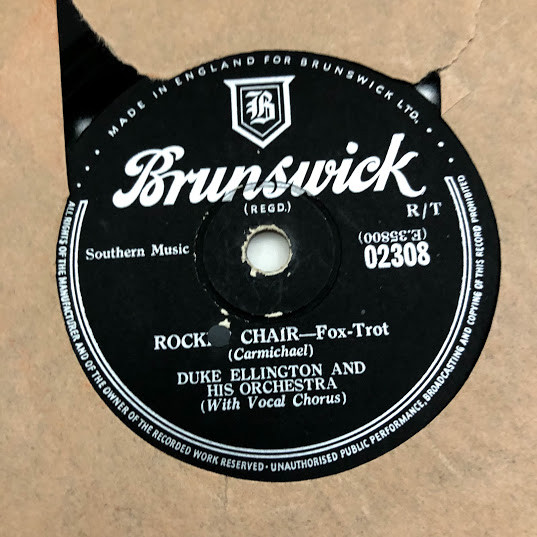 MADE IN ENGLAND FOR BRUNSWICK LTD.
B
Brunswick
(REGD.)
R/T
Southern Music
(E.35800)
02308
ROCK CHAIR—Fox-Trot
(Carmichael)
DUKE ELLINGTON AND
HIS ORCHESTRA
(With Vocal Chorus)
ALL RIGHTS OF THE MANUFACTURER AND OF THE OWNER OF THE RECORDED WORK RESERVED · UNAUTHORISED PUBLIC PERFORMANCE, BROADCASTING AND COPYING OF THIS RECORD PROHIBITED